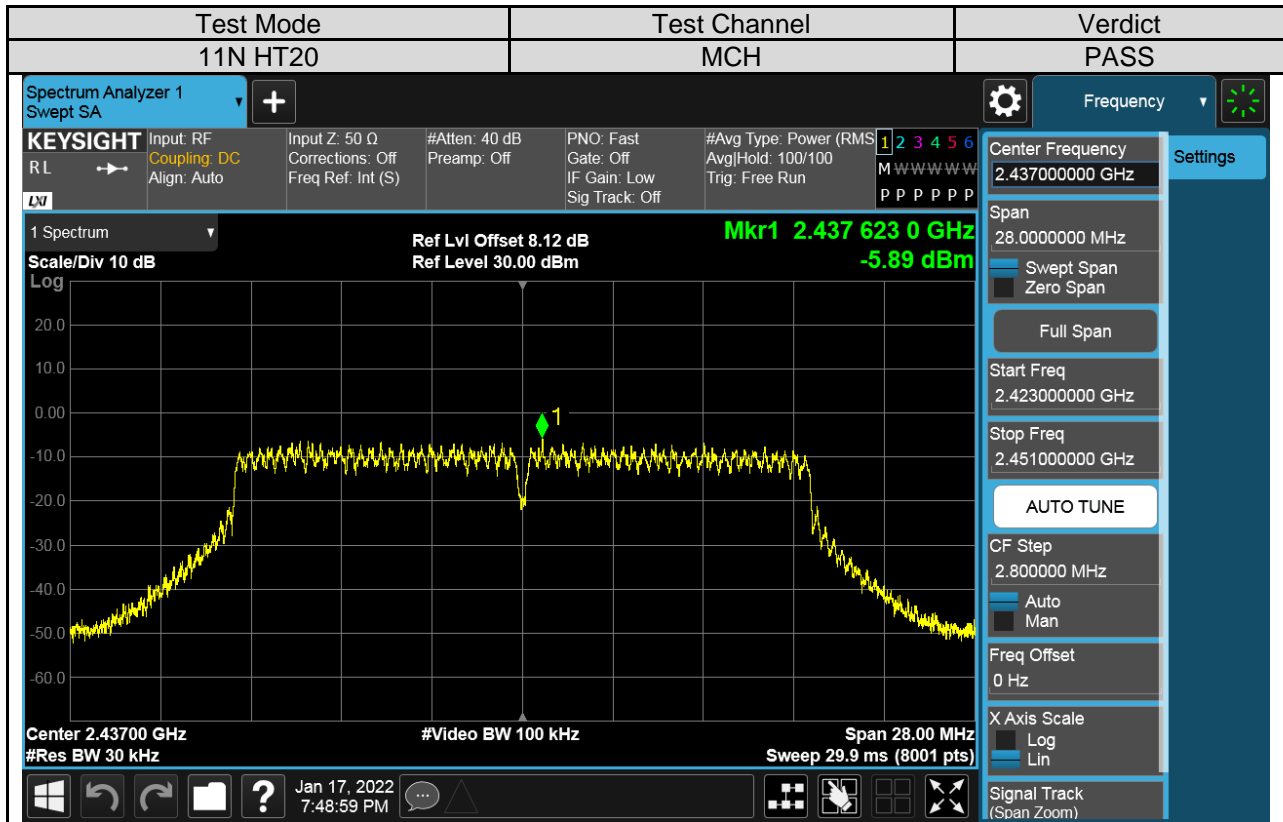 Test Mode Test Channel Verdict
11N HT20 MCH PASS
Spectrum Analyzer 1
Swept SA
+
Frequency
KEYSIGHT Input: RF Input Z: 50 Ω #Atten: 40 dB PNO: Fast #Avg Type: Power (RMS 1 2 3 4 5 6
RL Coupling: DC Corrections: Off Preamp: Off Gate: Off Avg|Hold: 100/100 M W W W W W
Align: Auto Freq Ref: Int (S) IF Gain: Low Trig: Free Run
LXI Sig Track: Off P P P P P P
1 Spectrum
Scale/Div 10 dB
Ref Lvl Offset 8.12 dB
Ref Level 30.00 dBm
Mkr1 2.437 623 0 GHz
-5.89 dBm
Log
20.0
10.0
0.00
-10.0
-20.0
-30.0
-40.0
-50.0
-60.0
1
Center 2.43700 GHz #Video BW 100 kHz Span 28.00 MHz
#Res BW 30 kHz Sweep 29.9 ms (8001 pts)
Center Frequency
2.437000000 GHz
Settings
Span
28.0000000 MHz
Swept Span
Zero Span
Full Span
Start Freq
2.423000000 GHz
Stop Freq
2.451000000 GHz
AUTO TUNE
CF Step
2.800000 MHz
Auto
Man
Freq Offset
0 Hz
X Axis Scale
Log
Lin
Signal Track
(Span Zoom)
?
Jan 17, 2022
7:48:59 PM